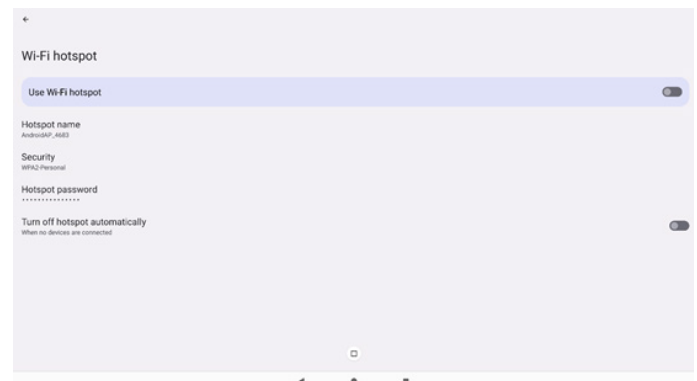 Wi-Fi hotspot
Use Wi-Fi hotspot
Hotspot name
AndroidAP_4683
Security
WPA2-Personal
Hotspot password
•••••••••••••••
Turn off hotspot automatically
When no devices are connected